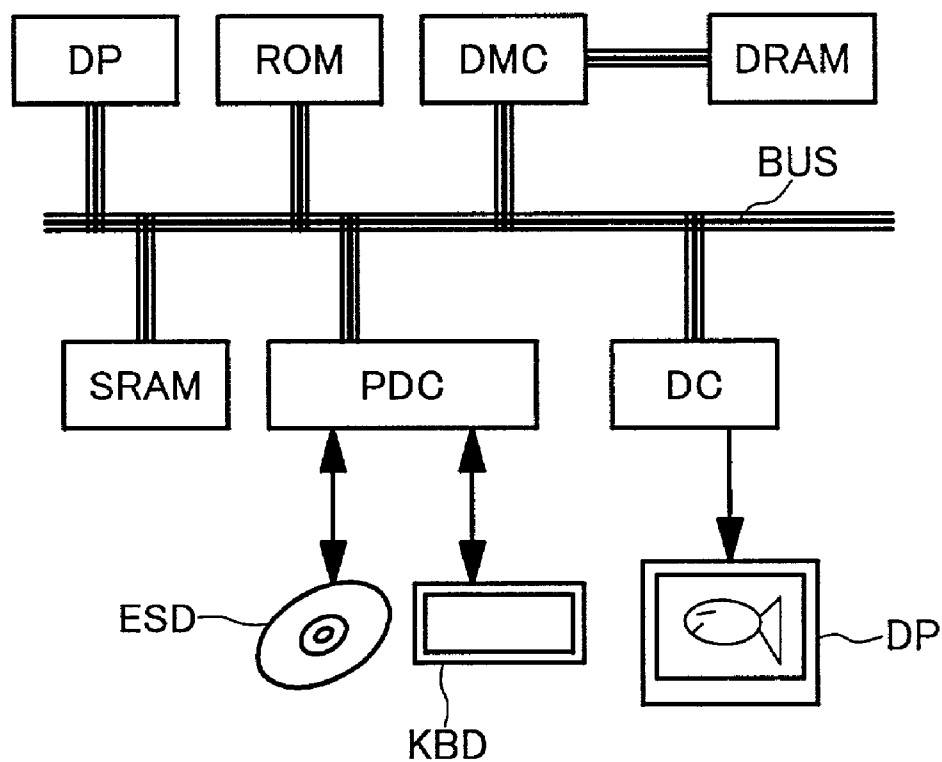 DP
ROM
DMC
DRAM
BUS
SRAM
PDC
DC
ESD
DP
KBD